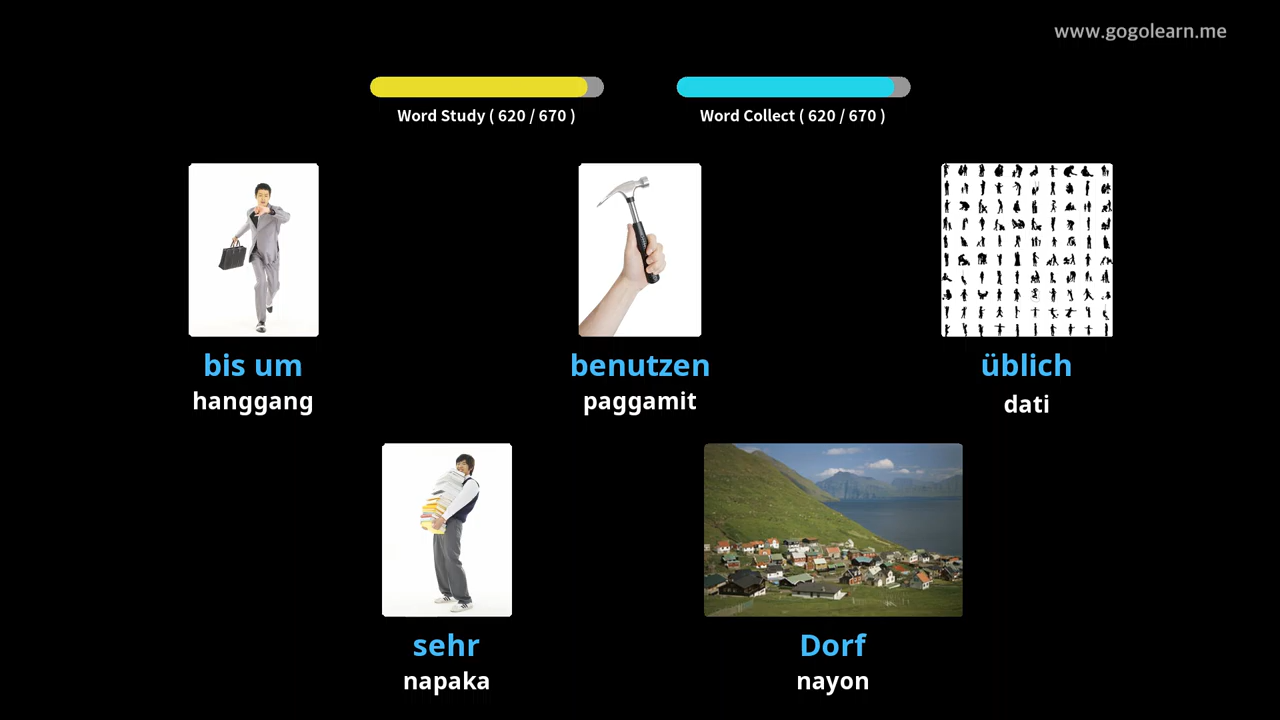 www.gogolearn.me
Word Study ( 620 / 670 )
Word Collect ( 620 / 670 )
bis um
hanggang
benutzen
paggamit
üblich
dati
sehr
napaka
Dorf
nayon